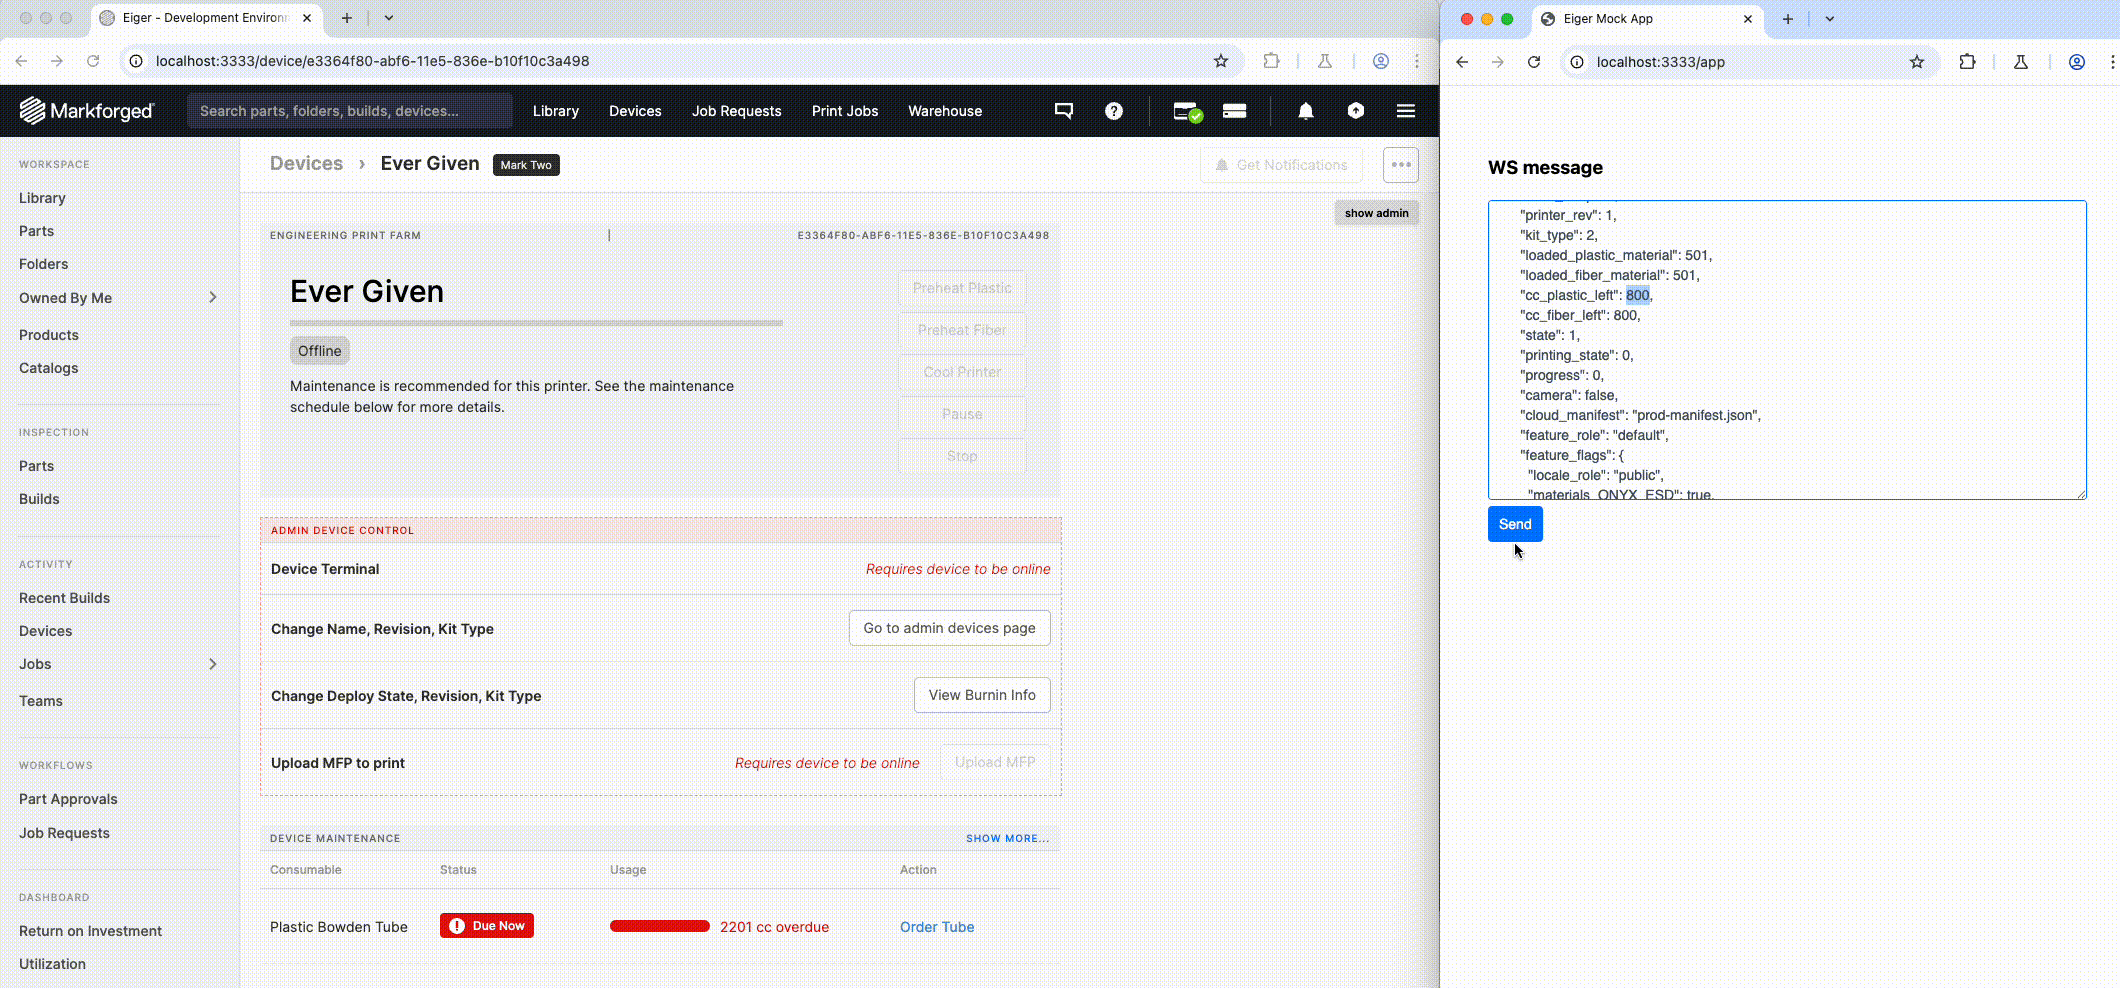 Eiger - Development Environ
localhost:3333/device/e3364f80-abf6-11e5-836e-b10f10c3a498
Markforged
Search parts, folders, builds, devices...
Library
Devices
Job Requests
Print Jobs
Warehouse
WORKSPACE
Library
Parts
Folders
Owned By Me
Products
Catalogs
INSPECTION
Parts
Builds
ACTIVITY
Recent Builds
Devices
Jobs
Teams
WORKFLOWS
Part Approvals
Job Requests
DASHBOARD
Return on Investment
Utilization
Devices › Ever Given Mark Two
Get Notifications
show admin
ENGINEERING PRINT FARM | E3364F80-ABF6-11E5-836E-B10F10C3A498
Ever Given
Offline
Maintenance is recommended for this printer. See the maintenance
schedule below for more details.
Preheat Plastic
Preheat Fiber
Cool Printer
Pause
Stop
ADMIN DEVICE CONTROL
Device Terminal Requires device to be online
Change Name, Revision, Kit Type Go to admin devices page
Change Deploy State, Revision, Kit Type View Burnin Info
Upload MFP to print Requires device to be online Upload MFP
DEVICE MAINTENANCE SHOW MORE...
Consumable Status Usage Action
Plastic Bowden Tube Due Now 2201 cc overdue Order Tube
Eiger Mock App
localhost:3333/app
WS message
"printer_rev": 1,
"kit_type": 2,
"loaded_plastic_material": 501,
"loaded_fiber_material": 501,
"cc_plastic_left": 800,
"cc_fiber_left": 800,
"state": 1,
"printing_state": 0,
"progress": 0,
"camera": false,
"cloud_manifest": "prod-manifest.json",
"feature_role": "default",
"feature_flags": {
"locale_role": "public",
"materials_ONYX_ESD": true,
Send